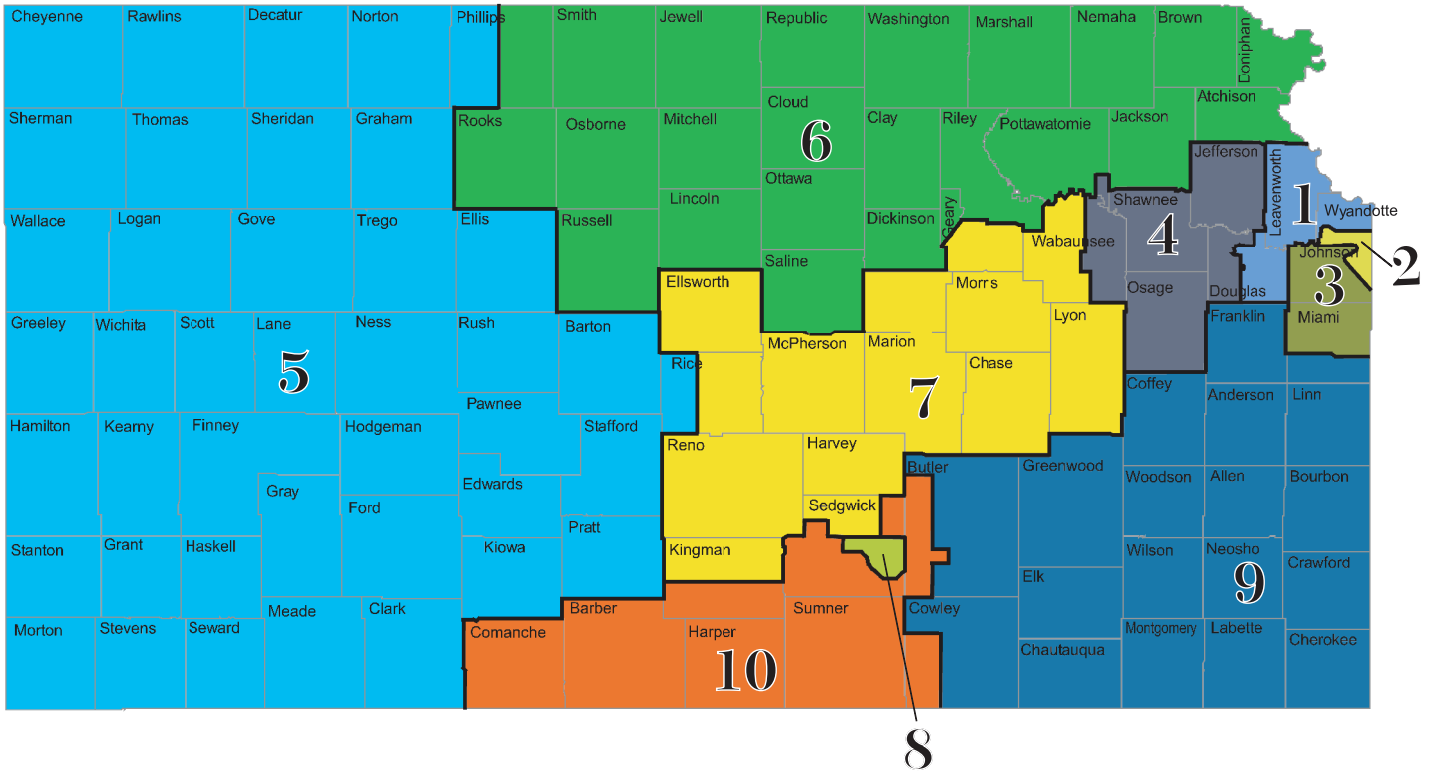 Cheyenne
Rawlins
Decatur
Norton
Phillips
Smith
Jewell
Republic
Washington
Marshall
Nemaha
Brown
Doniphan
Atchison
Sherman
Thomas
Sheridan
Graham
Rooks
Osborne
Mitchell
Cloud
Clay
Riley
Pottawatomie
Jackson
Jefferson
Leavenworth
6
Ottawa
Lincoln
Shawnee
1
Wyandotte
Wallace
Logan
Gove
Trego
Ellis
Russell
Dickinson
Geary
Wabaunsee
4
Saline
Johnson
2
Ellsworth
Morris
Osage
Douglas
3
Greeley
Wichita
Scott
Lane
Ness
Rush
Barton
McPherson
Marion
Lyon
Franklin
Miami
5
Rice
Chase
7
Coffey
Anderson
Linn
Pawnee
Hamilton
Kearny
Finney
Hodgeman
Stafford
Reno
Harvey
Butler
Greenwood
Woodson
Allen
Bourbon
Gray
Edwards
Ford
Sedgwick
Pratt
Stanton
Grant
Haskell
Kiowa
Kingman
Wilson
Neosho
Crawford
Elk
9
Meade
Clark
Barber
Sumner
Cowley
Morton
Stevens
Seward
Comanche
Harper
Montgomery
Labette
Cherokee
Chautauqua
10
8